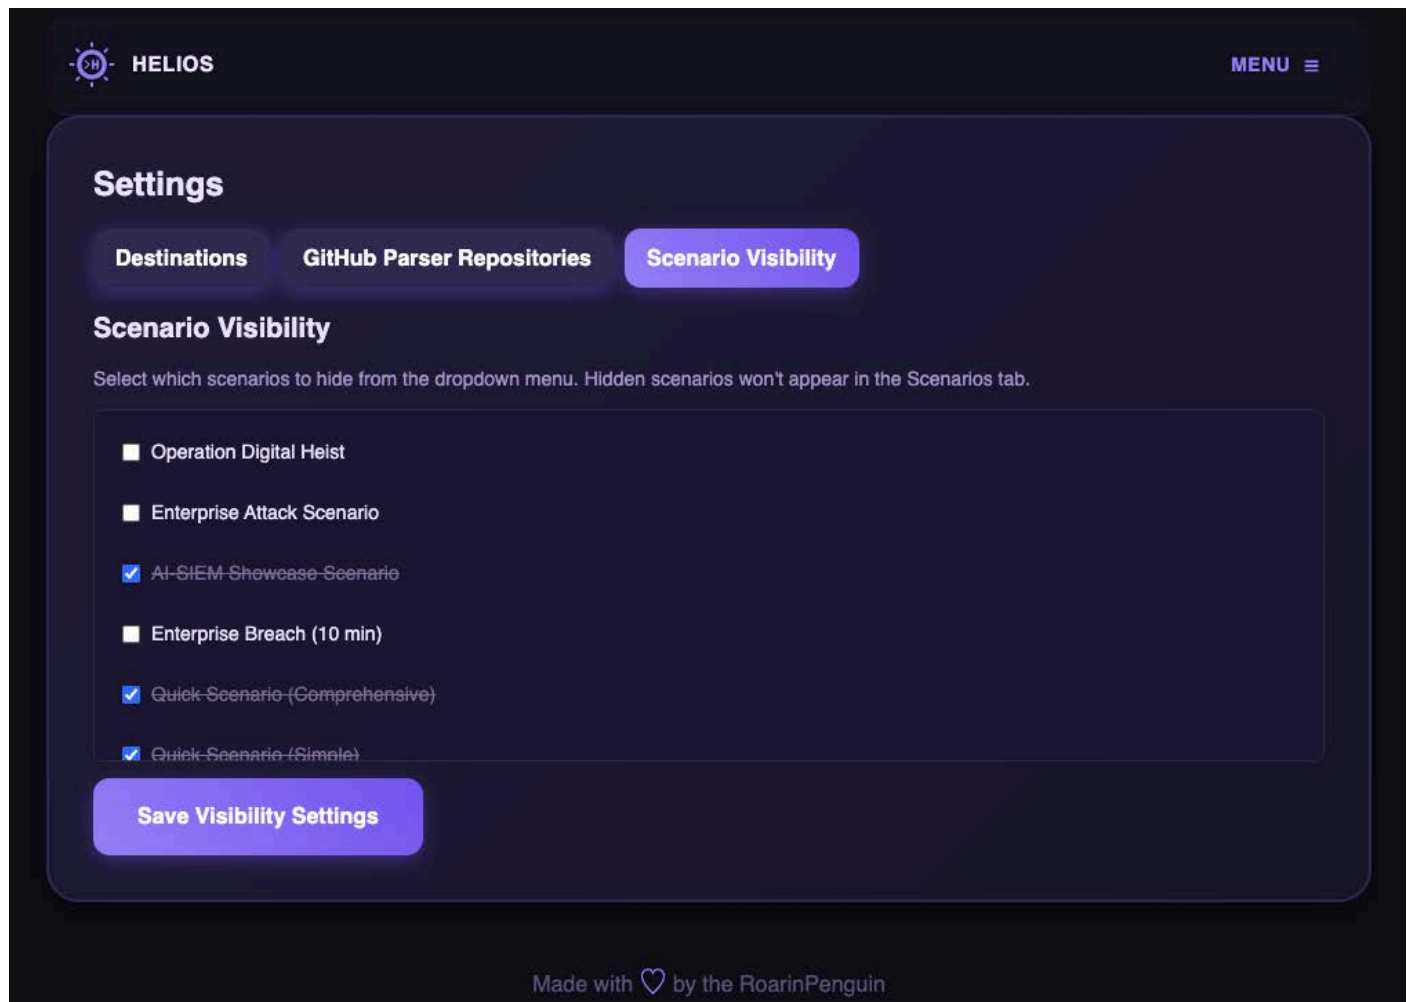 HELIOS
MENU
Settings
Destinations
GitHub Parser Repositories
Scenario Visibility
Scenario Visibility
Select which scenarios to hide from the dropdown menu. Hidden scenarios won't appear in the Scenarios tab.
Operation Digital Heist
Enterprise Attack Scenario
AI-SIEM Showcase Scenario
Enterprise Breach (10 min)
Quick Scenario (Comprehensive)
Quick Scenario (Simple)
Save Visibility Settings
Made with ♡ by the RoarinPenguin